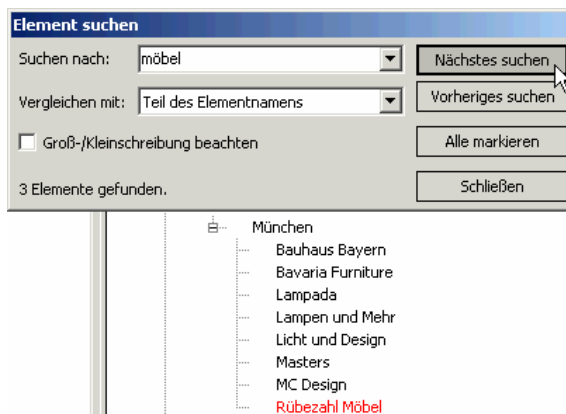 Element suchen
Suchen nach: möbel Nächstes suchen
Vergleichen mit: Teil des Elementnamens Vorheriges suchen
Groß-/Kleinschreibung beachten Alle markieren
3 Elemente gefunden. Schließen
München
Bauhaus Bayern
Bavaria Furniture
Lampada
Lampen und Mehr
Licht und Design
Masters
MC Design
Rübezahl Möbel